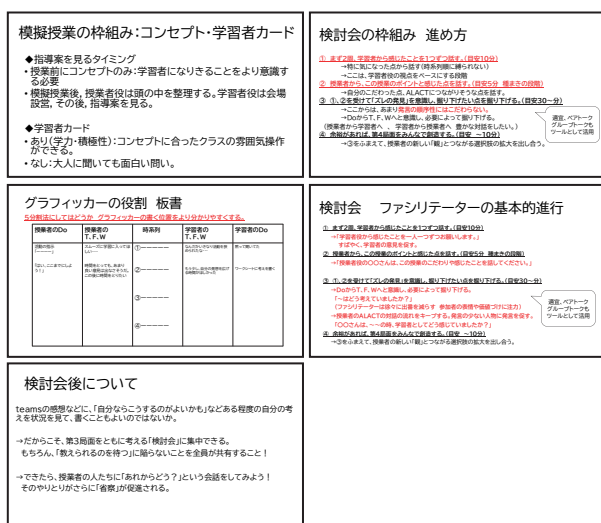 模擬授業の枠組み：コンセプト・学習者カード
◆指導案を見るタイミング
・授業前にコンセプトのみ：学習者になりきることをより意識す
る必要
・模擬授業後，授業者役は頭の中を整理する。学習者役は会場
設営，その後，指導案を見る。
◆学習者カード
・あり（学力・積極性）：コンセプトに合ったクラスの雰囲気操作
ができる。
・なし：大人に聞いても面白い問い。
検討会の枠組み　進め方
① まず2回，学習者から感じたことを1つずつ話す。（目安10分）
→特に気になった点から話す（時系列順に縛られない）
→ここは，学習者役の視点をベースにする段階
② 授業者から，この授業のポイントと感じた点を話す。（目安5分　種まきの段階）
→自分のこだわった点，ALACTにつながりそうな点を話す。
③ ①，②を受けて「ズレの発見」を意識し，掘り下げたい点を掘り下げる。（目安30～分）
→ここからは，あまり発言の順序性にはこだわらない。
→DoからT、F、Wへと意識し，必要によって掘り下げる。
（授業者から学習者へ　，学習者から授業者へ　豊かな対話をしたい。）
④ 余裕があれば，第4局面をみんなで創造する。（目安　～10分）
→③をふまえて，授業者の新しい「観」とつながる選択肢の拡大を出し合う。
適宜，ペアトーク
グループトークも
ツールとして活用
グラフィッカーの役割　板書
5分割法にしてはどうか　グラフィッカーの書く位置をより分かりやすくする。
授業者のDo
授業者の
T．F．W
時系列
学習者の
T．F．W
学習者のDo
①―――――
②―――――
③―――――
④―――――
検討会　ファシリテーターの基本的進行
① まず2回，学習者から感じたことを1つずつ話す。（目安10分）
→「学習者役から感じたことを一人一つずつお願いします。」
すばやく，学習者の意見を促す。
② 授業者から，この授業のポイントと感じた点を話す。（目安5分　種まきの段階）
→「授業者役の〇〇さんは，この授業のこだわりや感じたことを話してください。」
③ ①，②を受けて「ズレの発見」を意識し，掘り下げたい点を掘り下げる。（目安30～分）
→DoからT、F、Wへと意識し，必要によって掘り下げる。
「～はどう考えていましたか？」
（ファシリテーターは徐々に出番を減らす　参加者の表情や価値づけに注力）
→授業者のALACTの対話の流れをキープする。発言の少ない人物に発言を促す。
「〇〇さんは，～～の時，学習者としてどう感じていましたか？」
④ 余裕があれば，第4局面をみんなで創造する。（目安　～10分）
→③をふまえて，授業者の新しい「観」とつながる選択肢の拡大を出し合う。
適宜，ペアトーク
グループトークも
ツールとして活用
検討会後について
teamsの感想などに，「自分ならこうするのがよいかも」などある程度の自分の考
えを状況を見て，書くこともよいのではないか。
→だからこそ，第3局面をともに考える「検討会」に集中できる。
もちろん，「教えられるのを待つ」に陥らないことを全員が共有すること！
→できたら，授業者の人たちに「あれからどう？」という会話をしてみよう！
そのやりとりがさらに「省察」が促進される。